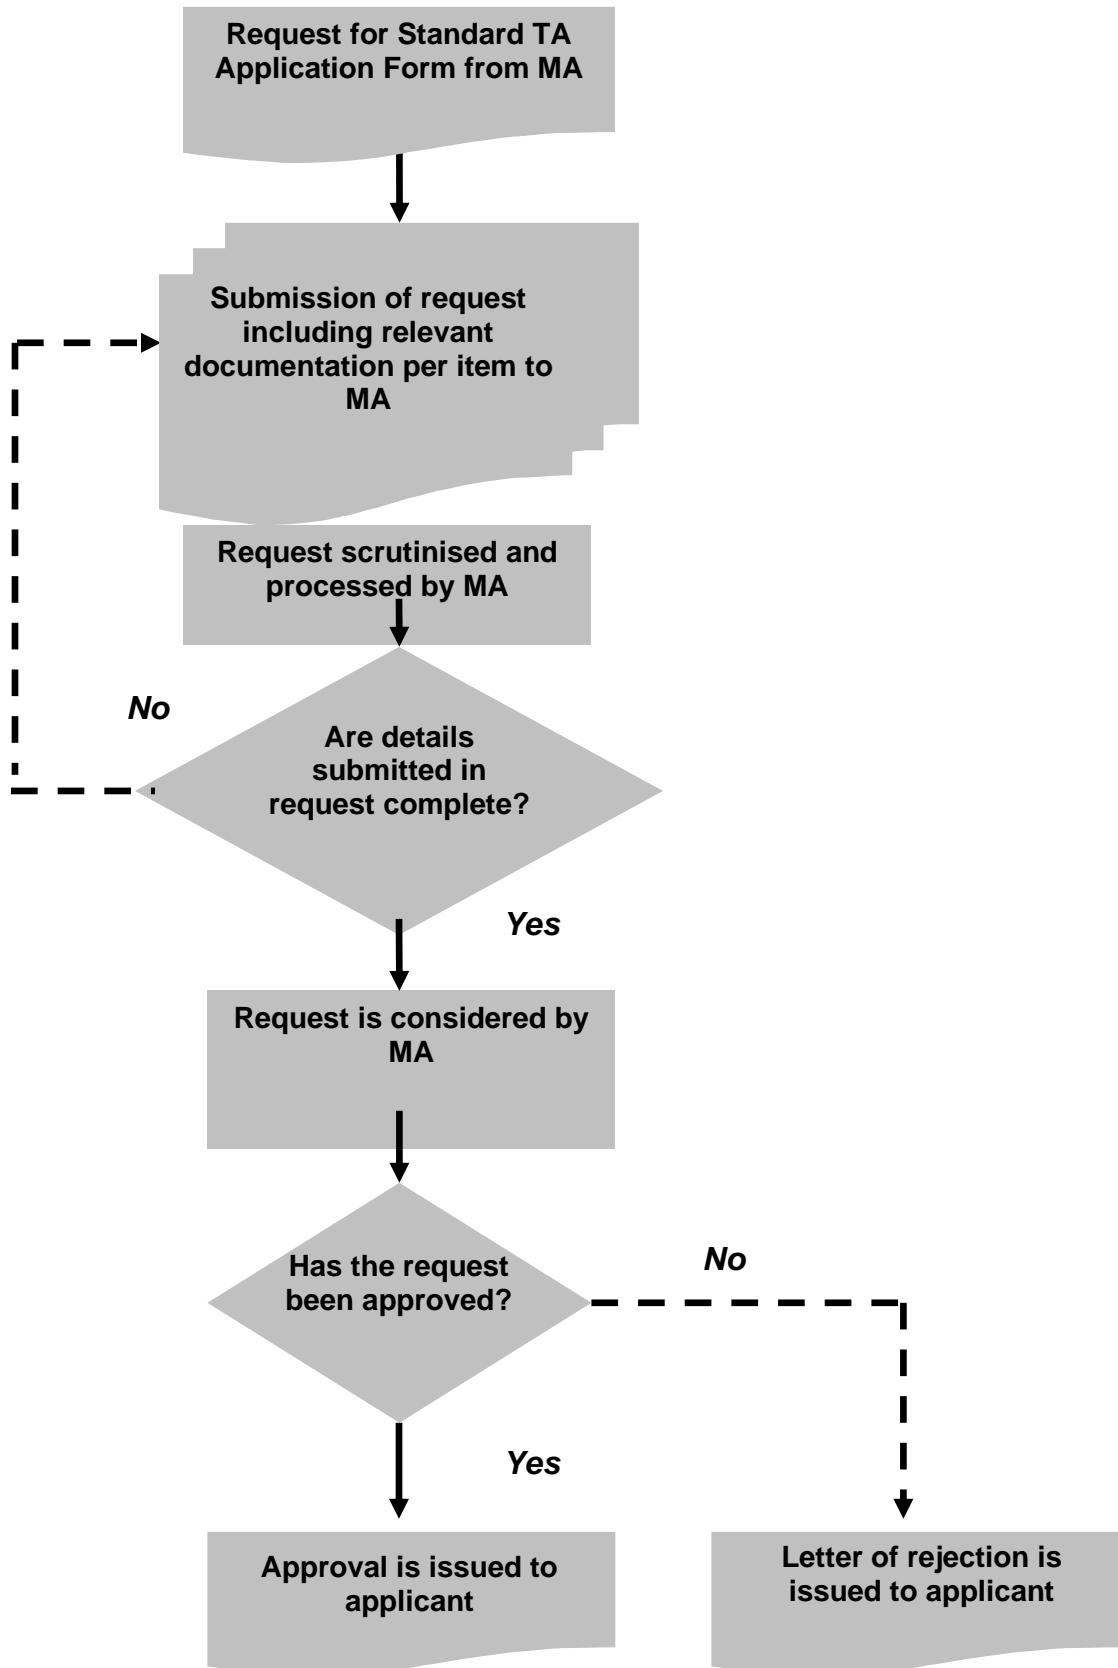 Request for Standard TA
Application Form from MA
Submission of request
including relevant
documentation per item to
MA
Request scrutinised and
processed by MA
No
Are details
submitted in
request complete?
Yes
Request is considered by
MA
Has the request
been approved?
No
Yes
Approval is issued to
applicant
Letter of rejection is
issued to applicant